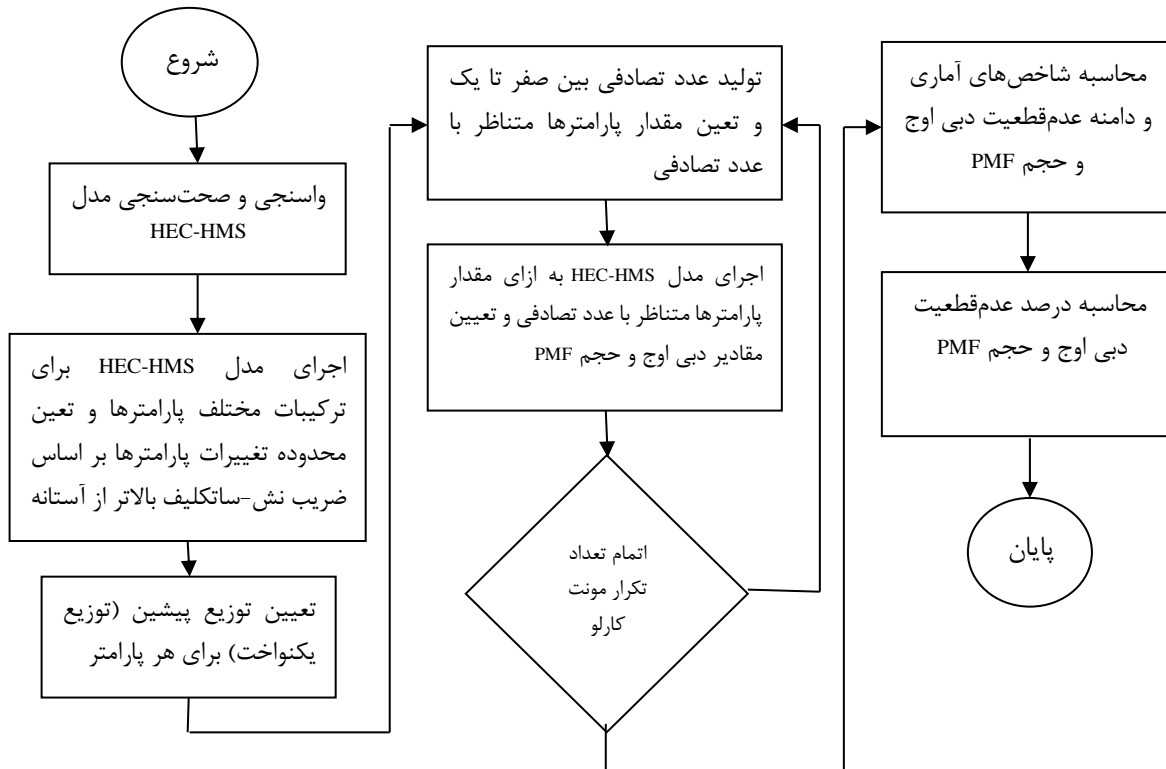 شروع
واسنجی و صحت‌سنجی مدل
HEC-HMS
اجرای مدل HEC-HMS برای
ترکیبات مختلف پارامترها و تعین
محدوده تغییرات پارامترها بر اساس
ضریب نش-ساتکلیف بالاتر از آستانه
تعیین توزیع پیشین (توزیع
یکنواخت) برای هر پارامتر
تولید عدد تصادفی بین صفر تا یک
و تعین مقدار پارامترها متناظر با
عدد تصادفی
اجرای مدل HEC-HMS به ازای مقدار
پارامترها متناظر با عدد تصادفی و تعیین
مقادیر دبی اوج و حجم PMF
اتمام تعداد
تکرار مونت
کارلو
محاسبه شاخص‌های آماری
و دامنه عدم‌قطعیت دبی اوج
و حجم PMF
محاسبه درصد عدم‌قطعیت
دبی اوج و حجم PMF
پایان